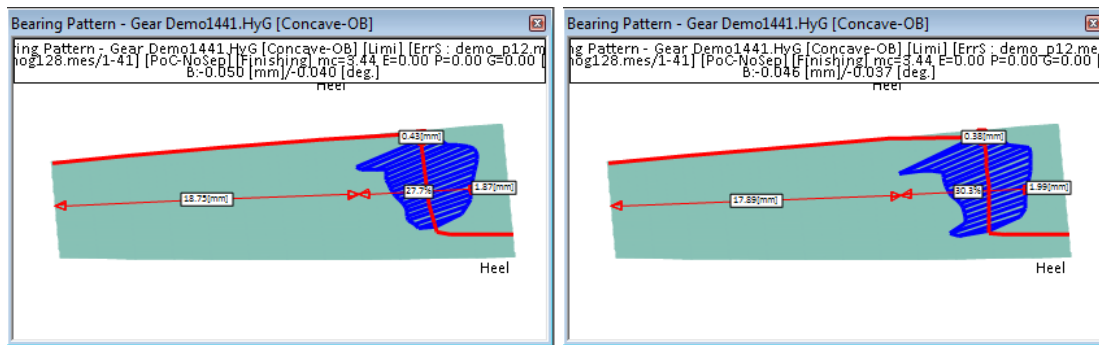 Bearing Pattern - Gear Demo1441.HyG [Concave-OB]
ring Pattern - Gear Demo1441.HyG [Concave-OB] [Limi] [ErrS : demo_p12.m
nog128.mes/1-41] [PoC-NoSep] [Finishing] mc=3.44 E=0.00 P=0.00 G=0.00 [
B:-0.050 [mm]/-0.040 [deg.]
Heel
0.43[mm]
18.75[mm]
27.7%
1.87[mm]
Heel
Bearing Pattern - Gear Demo1441.HyG [Concave-OB]
ng Pattern - Gear Demo1441.HyG [Concave-OB] [Limi] [ErrS : demo_p12.me
nog128.mes/1-41] [PoC-NoSep] [Finishing] mc=3.44 E=0.00 P=0.00 G=0.00 [
B:-0.046 [mm]/-0.037 [deg.]
Heel
0.38[mm]
17.89[mm]
30.3%
1.99[mm]
Heel